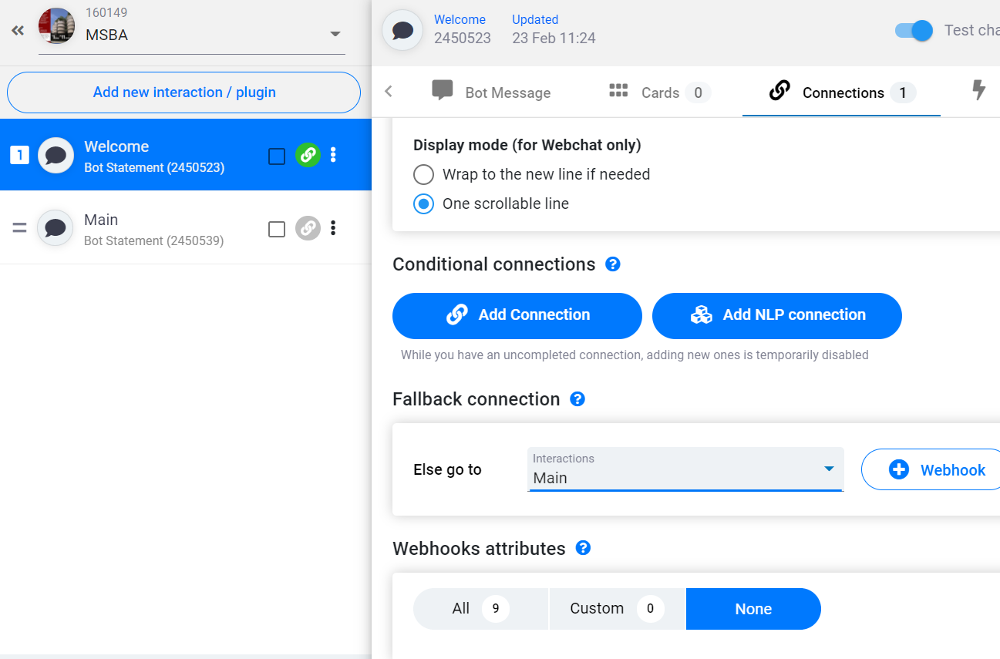 160149
MSBA
Add new interaction / plugin
1
Welcome
Bot Statement (2450523)
Main
Bot Statement (2450539)
Welcome
2450523
Updated
23 Feb 11:24
Test cha
Bot Message
Cards 0
Connections 1
Display mode (for Webchat only)
Wrap to the new line if needed
One scrollable line
Conditional connections ?
Add Connection
Add NLP connection
While you have an uncompleted connection, adding new ones is temporarily disabled
Fallback connection ?
Else go to
Interactions
Main
Webhook
Webhooks attributes ?
All 9
Custom 0
None